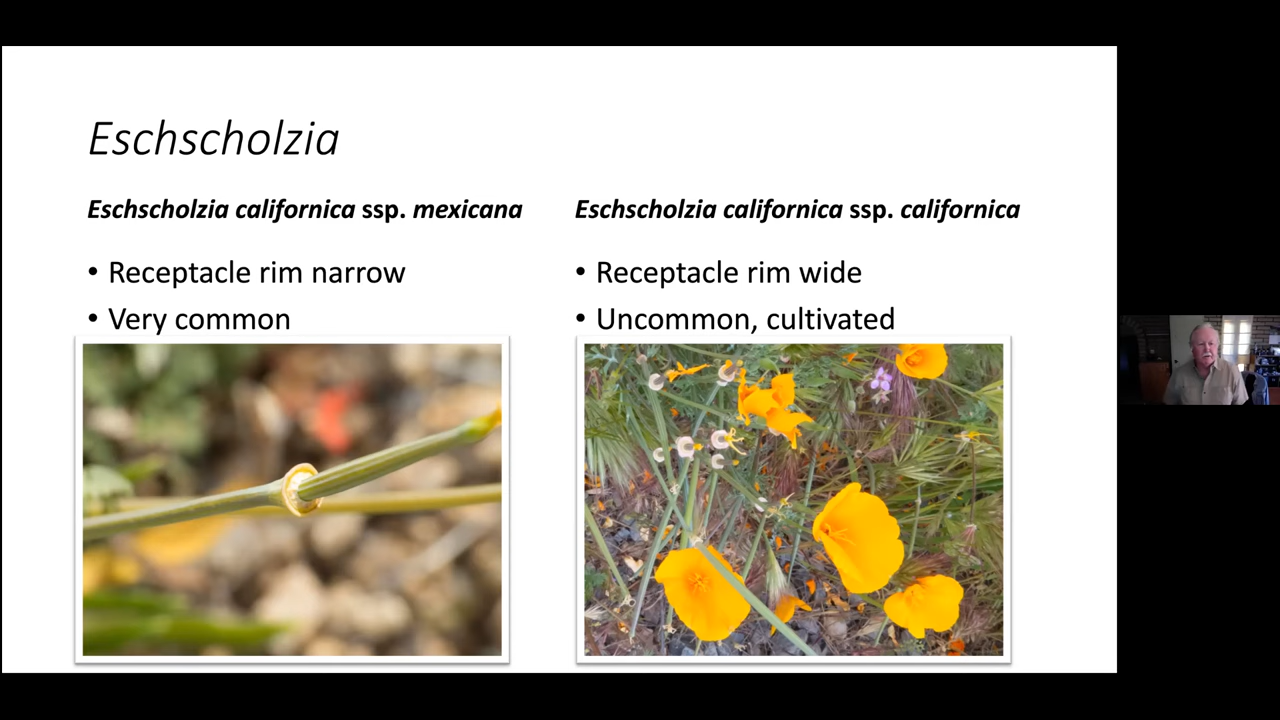 Eschscholzia
Eschscholzia californica ssp. mexicana
• Receptacle rim narrow
• Very common
Eschscholzia californica ssp. californica
• Receptacle rim wide
• Uncommon, cultivated